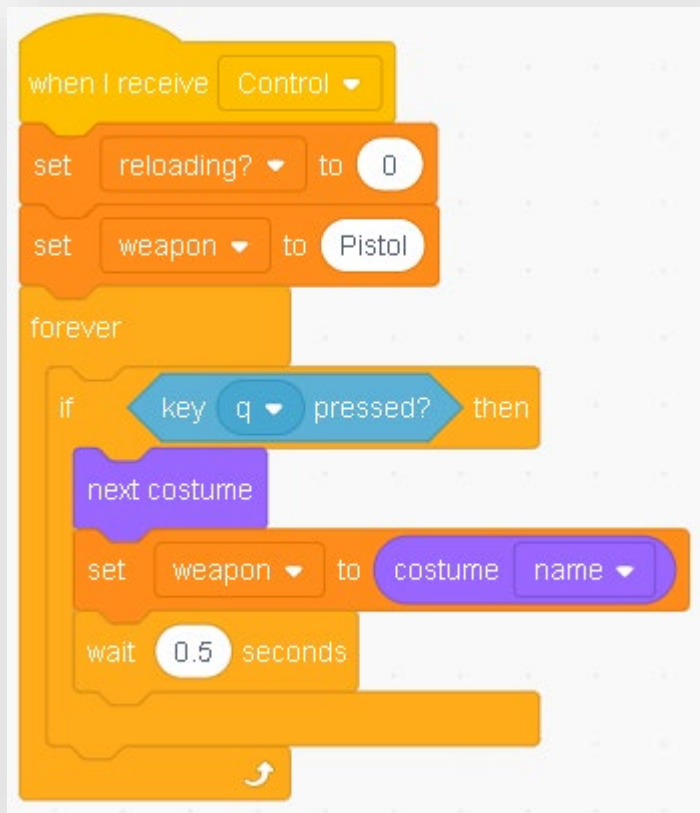 when I receive Control
set reloading? to 0
set weapon to Pistol
forever
if key q pressed? then
next costume
set weapon to costume name
wait 0.5 seconds